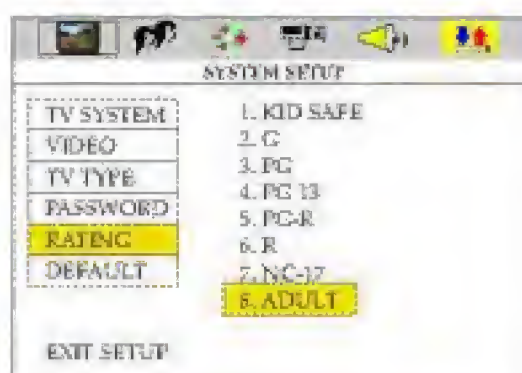 SYSTEM SETUP
TV SYSTEM
VIDEO
TV TYPE
PASSWORD
RATING
DEFAULT
EXIT SETUP
1. KID SAFE
2. G
3. PG
4. PG 13
5. PG-R
6. R
7. NC-17
8. ADULT